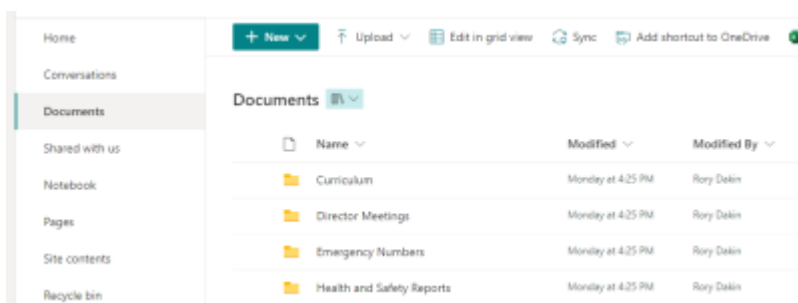 Home
+ New Upload Edit in grid view Sync Add shortcut to OneDrive
Conversations
Documents
Documents
Shared with us
Name Modified Modified By
Notebook
Curriculum Monday at 4:25 PM Rory Dakin
Pages
Director Meetings Monday at 4:25 PM Rory Dakin
Site contents
Emergency Numbers Monday at 4:25 PM Rory Dakin
Recycle bin
Health and Safety Reports Monday at 4:25 PM Rory Dakin